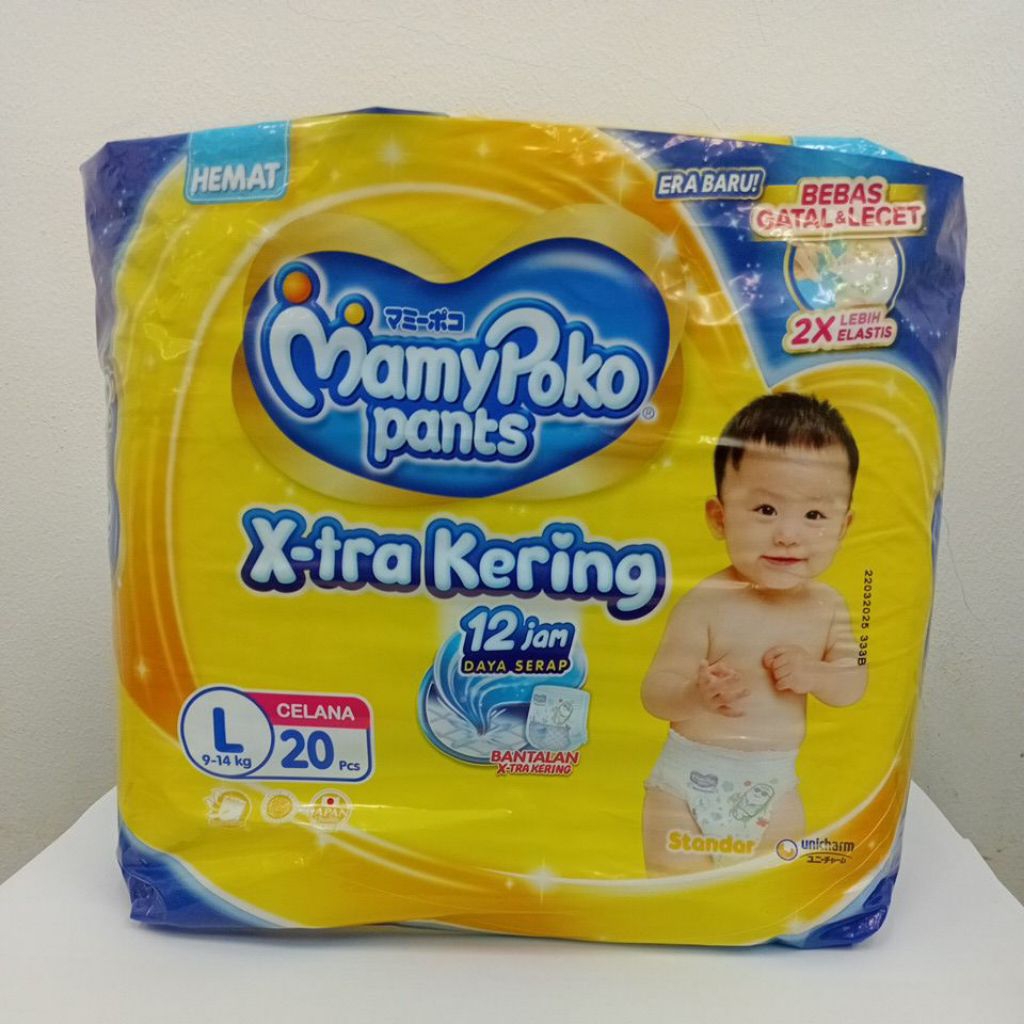 HEMAT
ERA BARU!
BEBAS
GATAL & LECET
2X LEBIH
ELASTIS
マミーポコ
MamyPoko
pants
®
X-tra Kering
12 jam
DAYA SERAP
BANTALAN
X-TRA KERING
L
9-14 kg
CELANA
20 Pcs
JAPAN
22032025 333B
Standar
unicharm
ユニ・チャーム